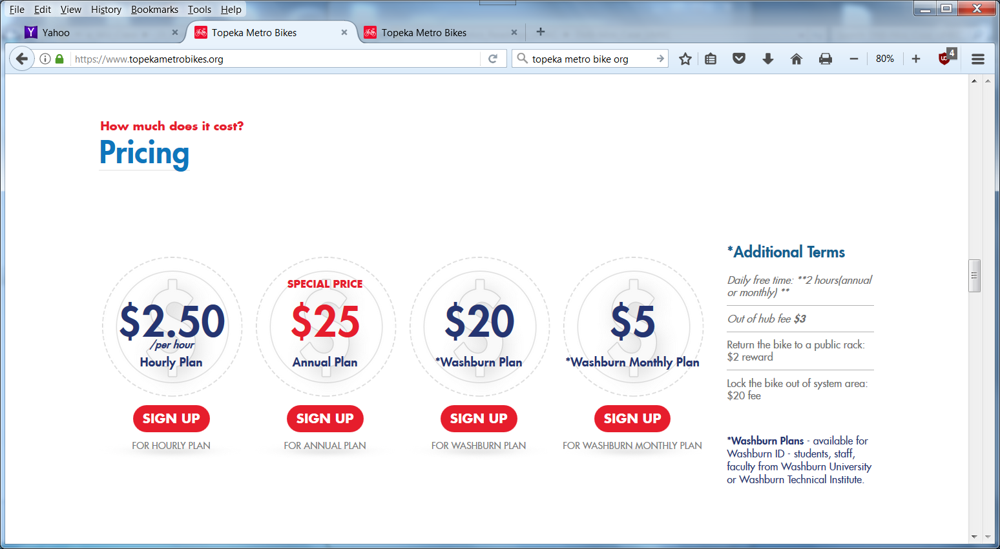 File Edit View History Bookmarks Tools Help
Yahoo
Topeka Metro Bikes
Topeka Metro Bikes
https://www.topekametrobikes.org
topeka metro bike org
80%
4
How much does it cost?
Pricing
$2.50
/per hour
Hourly Plan
SIGN UP
FOR HOURLY PLAN
SPECIAL PRICE
$25
Annual Plan
SIGN UP
FOR ANNUAL PLAN
$20
*Washburn Plan
SIGN UP
FOR WASHBURN PLAN
$5
*Washburn Monthly Plan
SIGN UP
FOR WASHBURN MONTHLY PLAN
*Additional Terms
Daily free time: **2 hours(annual
or monthly) **
Out of hub fee $3
Return the bike to a public rack:
$2 reward
Lock the bike out of system area:
$20 fee
*Washburn Plans - available for
Washburn ID - students, staff,
faculty from Washburn University
or Washburn Technical Institute.